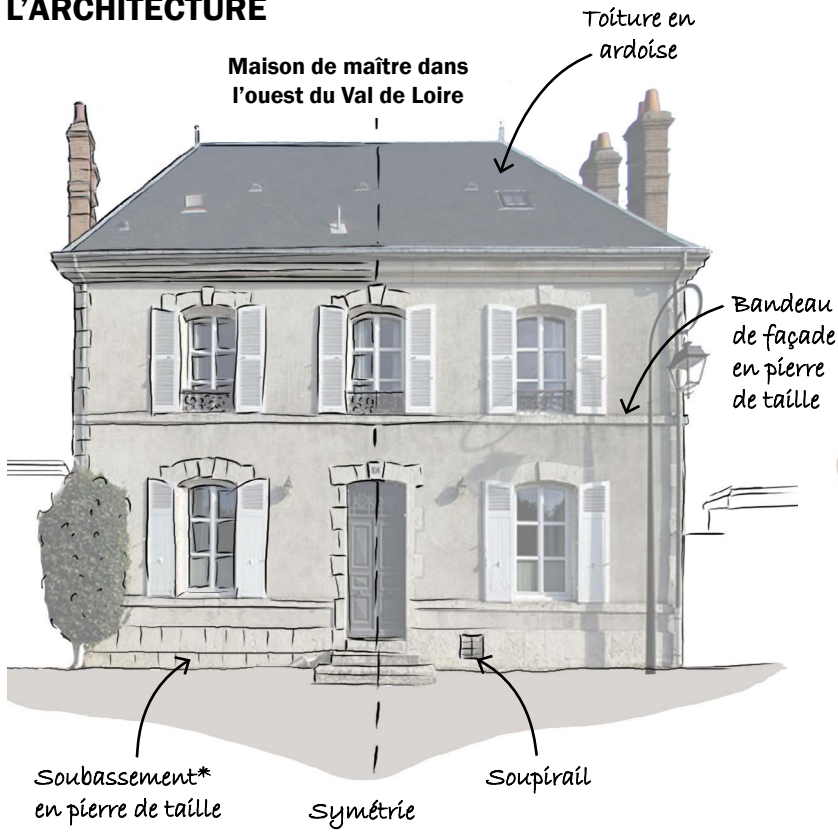 L'ARCHITECTURE
Maison de maître dans
l'ouest du Val de Loire
Toiture en
ardoise
Bandeau
de façade
en pierre
de taille
Soubassement*
en pierre de taille
Symétrie
Soupirail